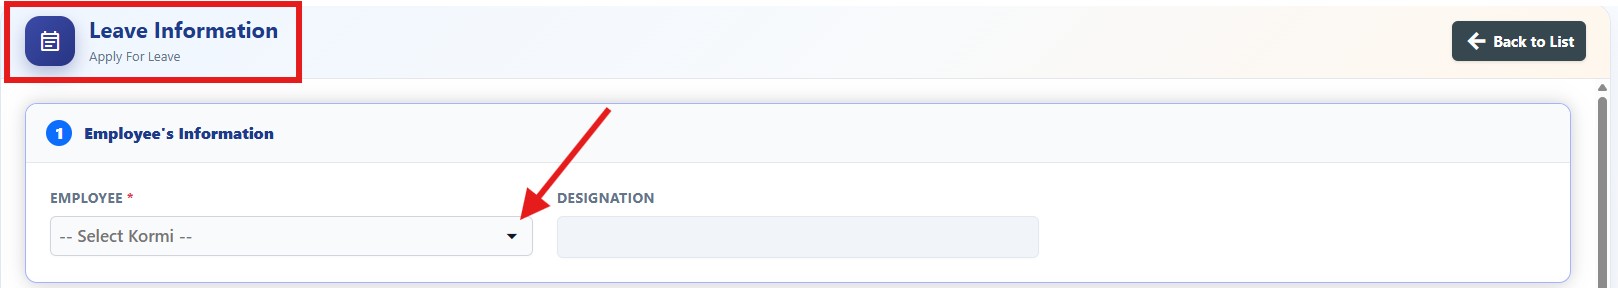 Leave Information
Apply For Leave
Back to List
1 Employee's Information
EMPLOYEE *
DESIGNATION
-- Select Kormi --